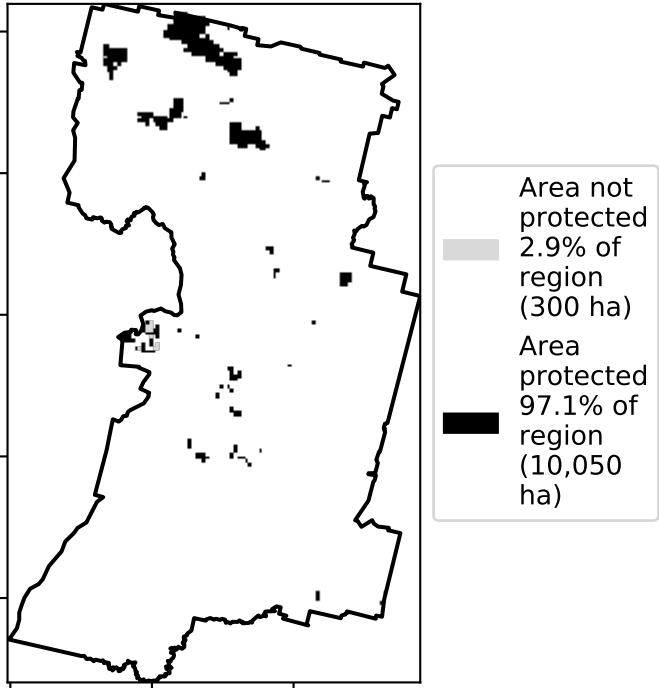 Area not
protected
2.9% of
region
(300 ha)
Area
protected
97.1% of
region
(10,050
ha)